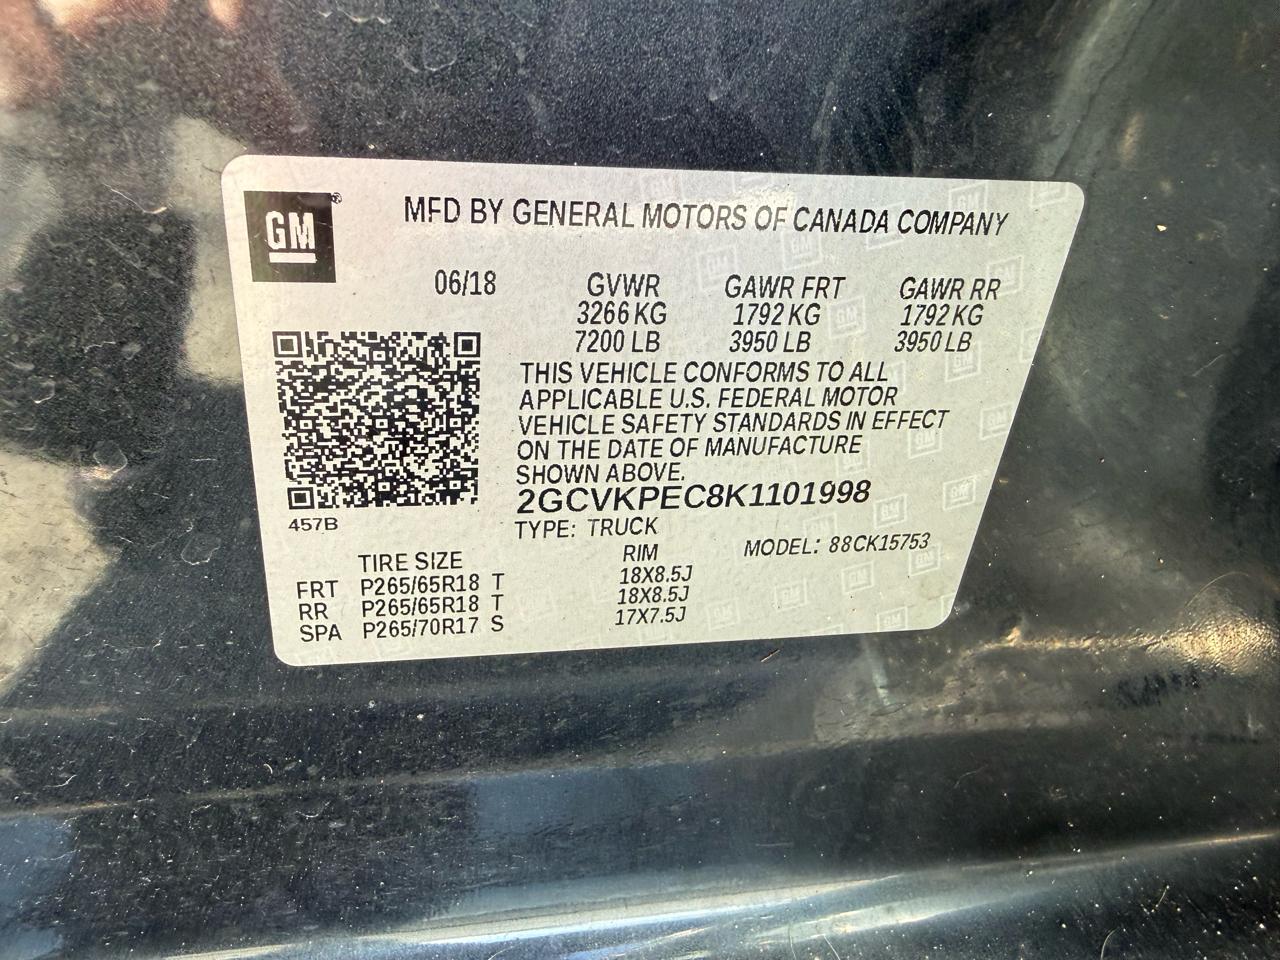 GM
MFD BY GENERAL MOTORS OF CANADA COMPANY
06/18 GVWR GAWR FRT GAWR RR
3266 KG 1792 KG 1792 KG
7200 LB 3950 LB 3950 LB
THIS VEHICLE CONFORMS TO ALL
APPLICABLE U.S. FEDERAL MOTOR
VEHICLE SAFETY STANDARDS IN EFFECT
ON THE DATE OF MANUFACTURE
SHOWN ABOVE.
2GCVKPEC8K1101998
457B
TYPE: TRUCK
MODEL: 88CK15753
TIRE SIZE RIM
FRT P265/65R18 T 18X8.5J
RR P265/65R18 T 18X8.5J
SPA P265/70R17 S 17X7.5J